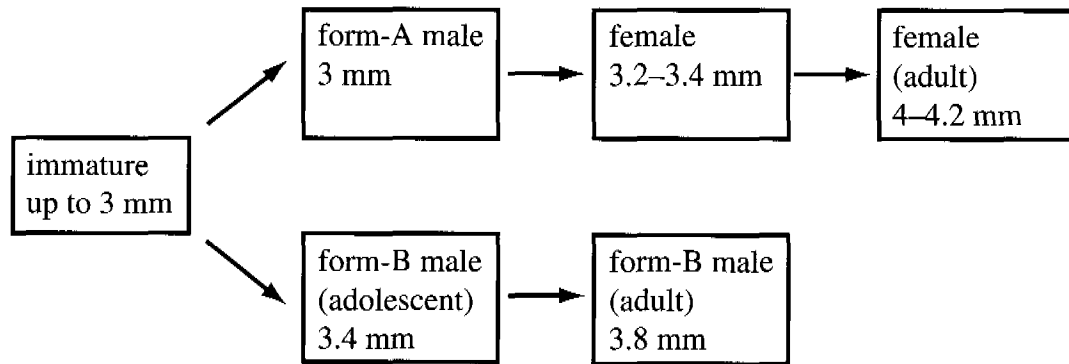 form-A male
3 mm
female
3.2–3.4 mm
female
(adult)
4–4.2 mm
immature
up to 3 mm
form-B male
(adolescent)
3.4 mm
form-B male
(adult)
3.8 mm